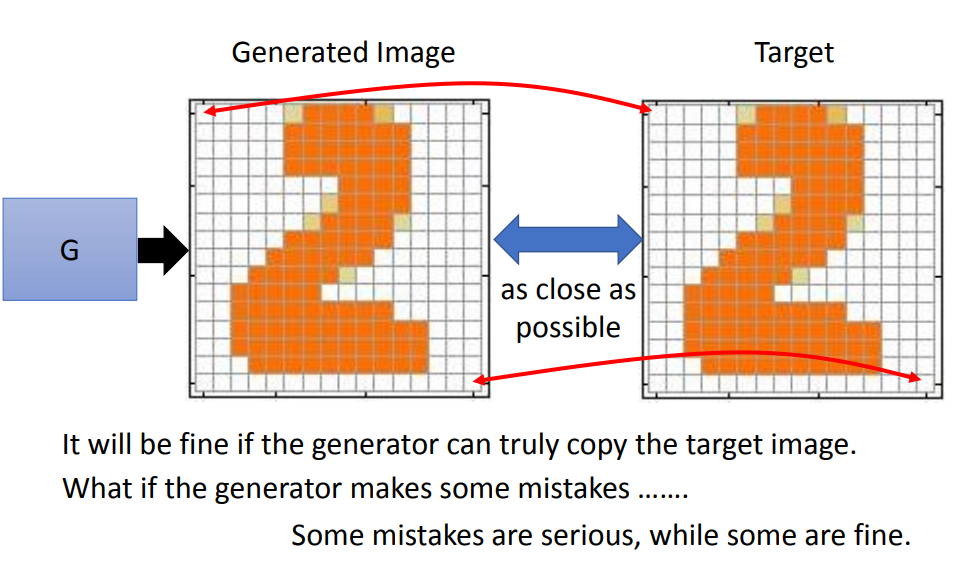 Generated Image
Target
G
as close as
possible
It will be fine if the generator can truly copy the target image.
What if the generator makes some mistakes …….
Some mistakes are serious, while some are fine.